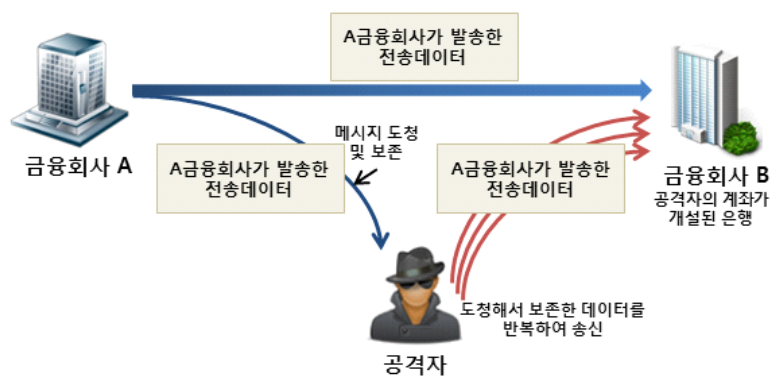 A금융회사가 발송한
전송데이터
금융회사 A
메시지 도청
및 보존
A금융회사가 발송한
전송데이터
A금융회사가 발송한
전송데이터
금융회사 B
공격자의 계좌가
개설된 은행
도청해서 보존한 데이터를
반복하여 송신
공격자